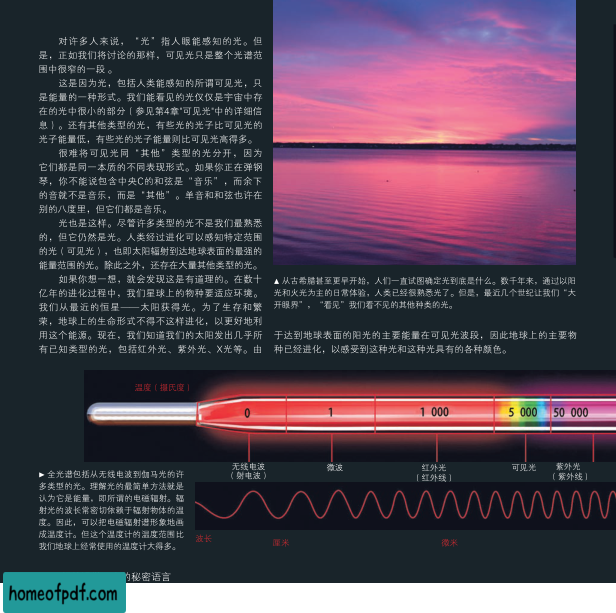 对许多人来说，“光”指人眼能感知的光。但
是，正如我们将讨论的那样，可见光只是整个光谱范
围中很窄的一段 。
这是因为光，包括人类能感知的所谓可见光，只
是能量的一种形式。我们能看见的光仅仅是宇宙中存
在的光中很小的部分（参见第4章“可见光”中的详细信
息）。还有其他类型的光，有些光的光子比可见光的
光子能量低，有些光的光子能量则比可见光高得多。
很难将可见光同“其他”类型的光分开，因为
它们都是同一本质的不同表现形式。如果你正在弹钢
琴，你不能说包含中央C的和弦是“音乐”，而余下
的音就不是音乐，而是“其他”。单音和和弦也许在
别的八度里，但它们都是音乐。
光也是这样。尽管许多类型的光不是我们最熟悉
的，但它仍然是光。人类经过进化可以感知特定范围
的光（可见光），也即太阳辐射到达地球表面的最强的
能量范围的光。除此之外，还存在大量其他类型的光。
如果你想一想，就会发现这是有道理的。在数十
亿年的进化过程中，我们星球上的物种要适应环境。
我们从最近的恒星——太阳获得光。为了生存和繁
荣，地球上的生命形式不得不这样进化，以更好地利
用这个能源。现在，我们知道我们的太阳发出几乎所
有已知类型的光，包括红外光、紫外光、X光等。由
▲ 从古希腊甚至更早开始，人们一直试图确定光到底是什么。数千年来，通过以阳
光和火光为主的日常体验，人类已经很熟悉光了。但是，最近几个世纪让我们“大
开眼界”，“看见”我们看不见的其他种类的光。
于达到地球表面的阳光的主要能量在可见光波段，因此地球上的主要物
种已经进化，以感受到这种光和这种光具有的各种颜色。
温度（摄氏度）
0 1 1 000 5 000 50 000
无线电波 微波 红外光 可见光 紫外光
（射电波） （红外线） （紫外线）
► 全光谱包括从无线电波到伽马光的许
多类型的光。理解光的最简单方法就是
认为它是能量，即所谓的电磁辐射。辐
射光的波长常密切依赖于辐射物体的温
度。因此，可以把电磁辐射谱形象地画
成温度计。但这个温度计的温度范围比
我们地球上经常使用的温度计大得多。
波长 厘米 微米
的秘密语言
homeofpdf.com